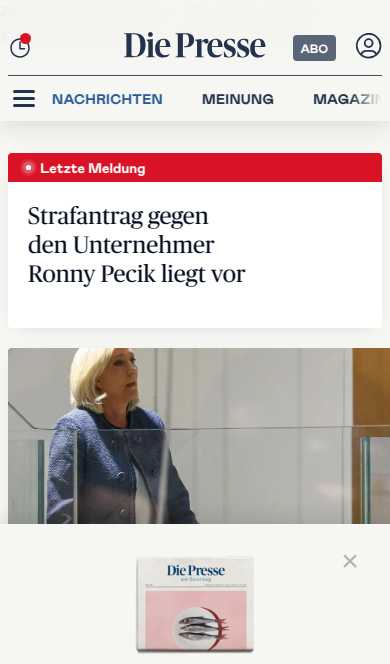 Die Presse
ABO
NACHRICHTEN MEINUNG MAGAZIN
Letzte Meldung
Strafantrag gegen
den Unternehmer
Ronny Pecik liegt vor
Die Presse
am Sonntag